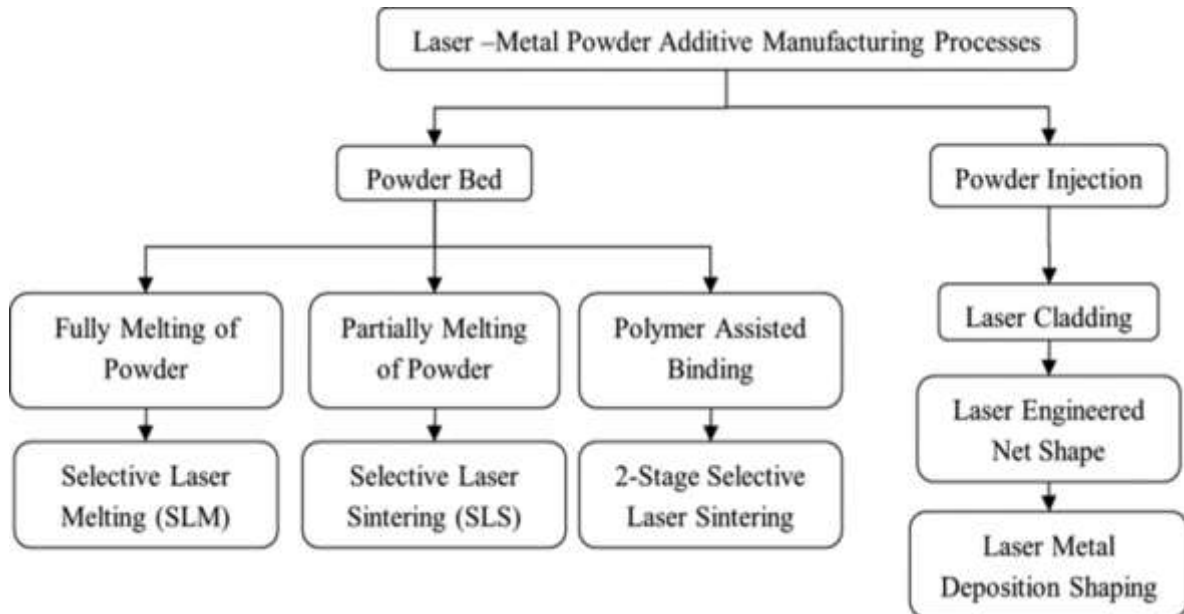 Laser –Metal Powder Additive Manufacturing Processes
Powder Bed
Powder Injection
Fully Melting of
Powder
Partially Melting
of Powder
Polymer Assisted
Binding
Laser Cladding
Selective Laser
Melting (SLM)
Selective Laser
Sintering (SLS)
2-Stage Selective
Laser Sintering
Laser Engineered
Net Shape
Laser Metal
Deposition Shaping